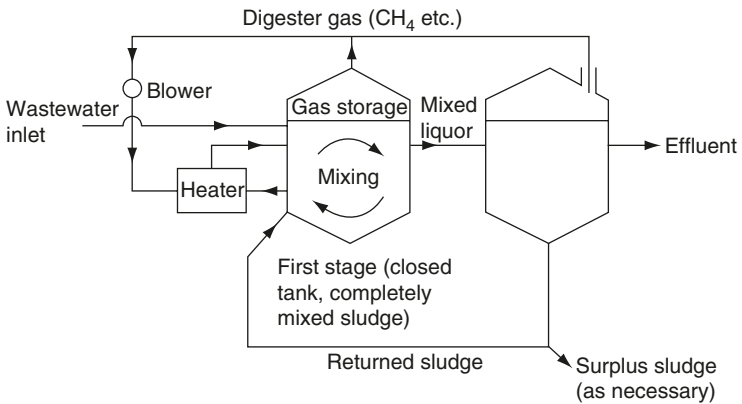 Digester gas (CH₄ etc.)
Blower
Wastewater
inlet
Gas storage
Mixed
liquor
Effluent
Heater
Mixing
First stage (closed
tank, completely
mixed sludge)
Returned sludge
Surplus sludge
(as necessary)